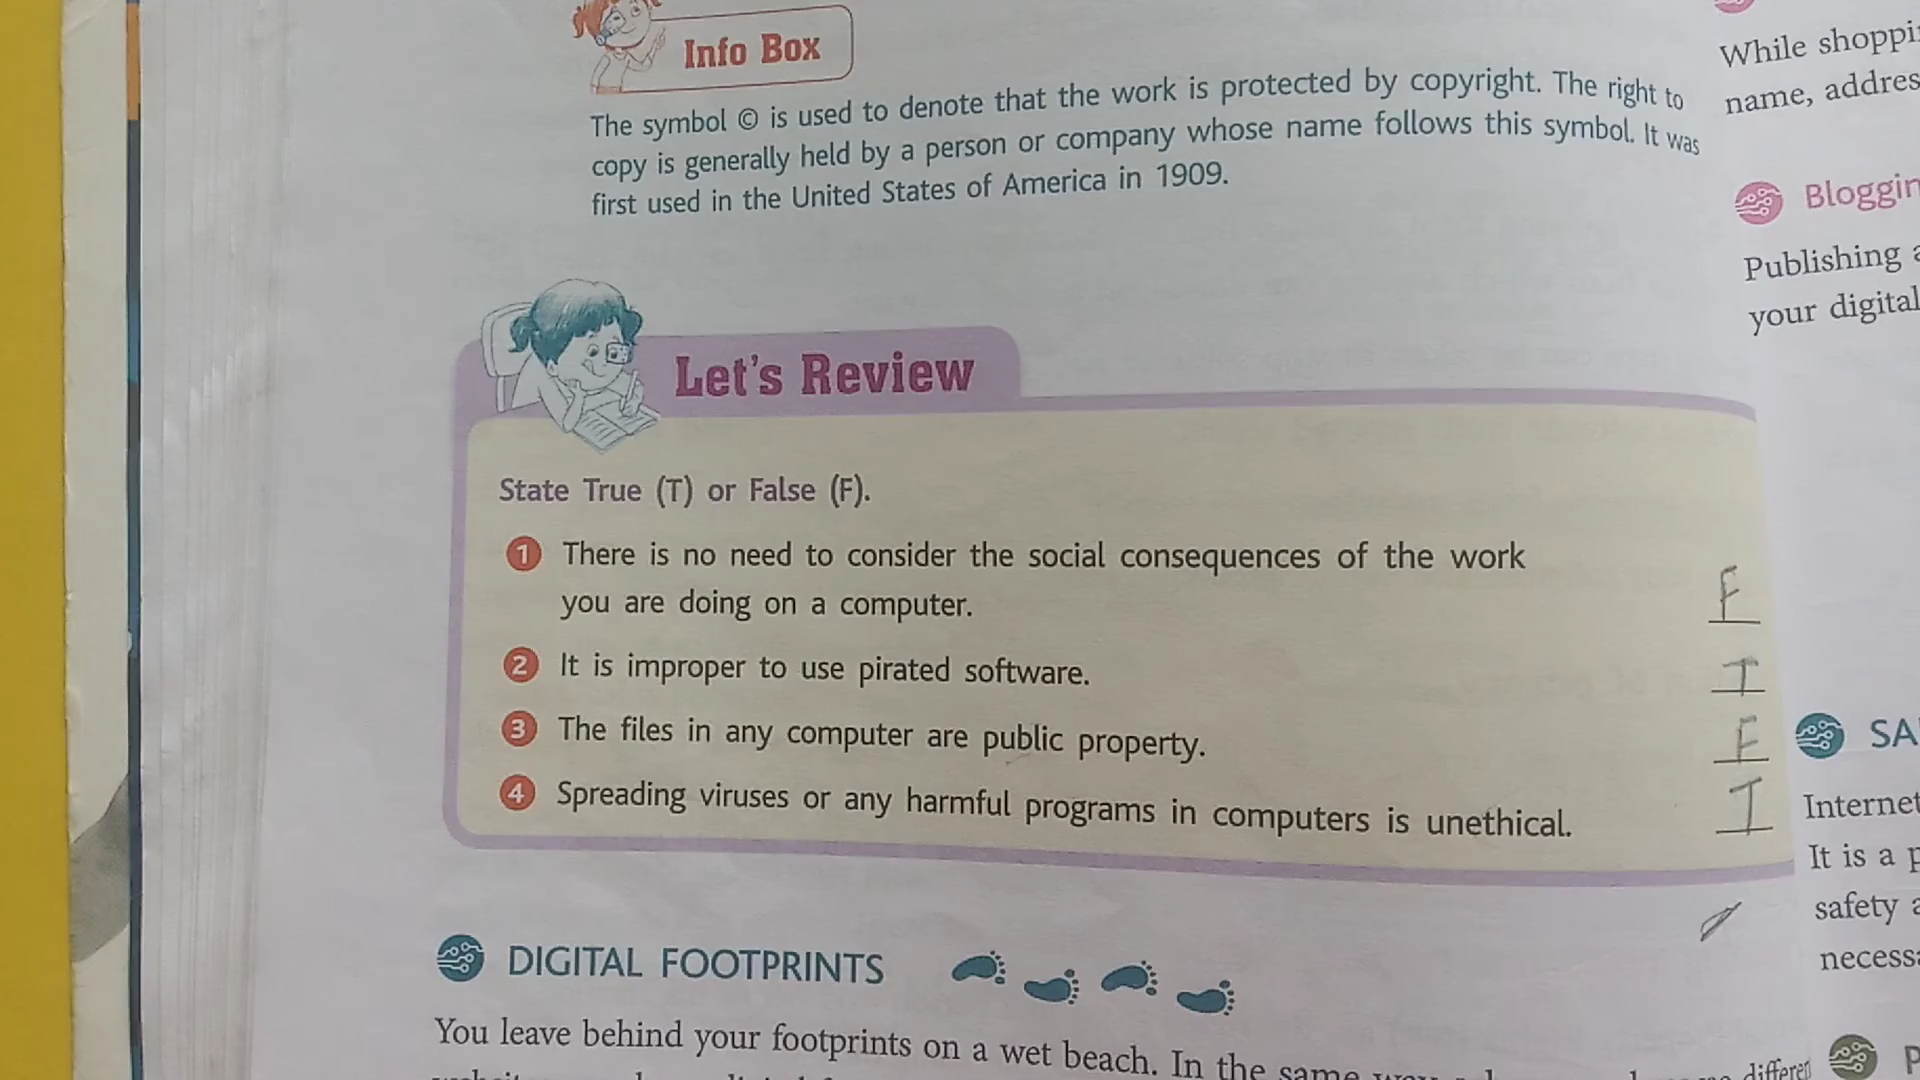 Info Box
The symbol © is used to denote that the work is protected by copyright. The right to
copy is generally held by a person or company whose name follows this symbol. It was
first used in the United States of America in 1909.
Let's Review
State True (T) or False (F).
1 There is no need to consider the social consequences of the work
you are doing on a computer. F
2 It is improper to use pirated software. T
3 The files in any computer are public property. F
4 Spreading viruses or any harmful programs in computers is unethical. T
DIGITAL FOOTPRINTS
You leave behind your footprints on a wet beach. In the same way
While shoppi
name, addres
Bloggin
Publishing a
your digital
SA
Internet
It is a p
safety a
necessa
P